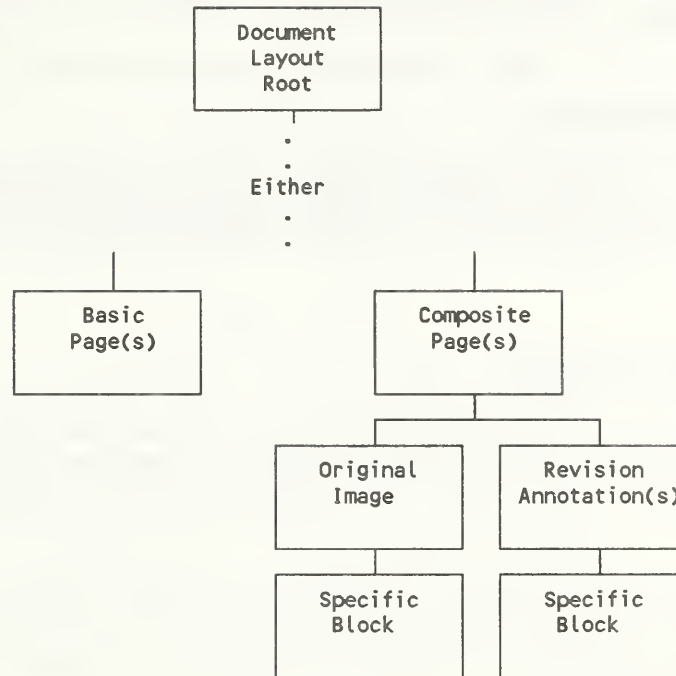 Document
Layout
Root
Either
Basic
Page(s)
Composite
Page(s)
Original
Image
Revision
Annotation(s)
Specific
Block
Specific
Block